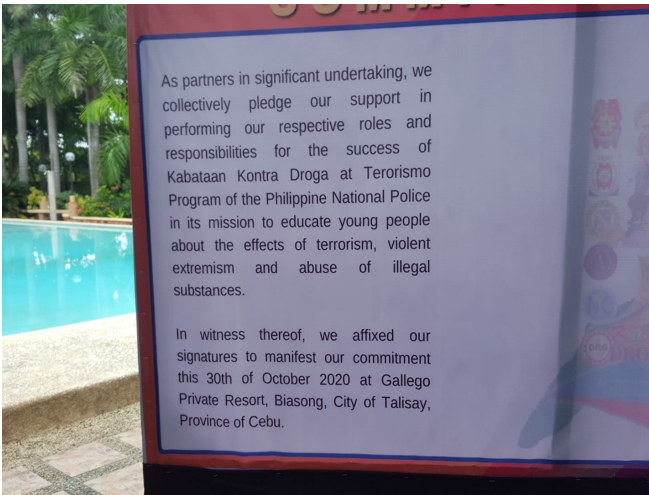 As partners in significant undertaking, we
collectively pledge our support in
performing our respective roles and
responsibilities for the success of
Kabataan Kontra Droga at Terorismo
Program of the Philippine National Police
in its mission to educate young people
about the effects of terrorism, violent
extremism and abuse of illegal
substances.
In witness thereof, we affixed our
signatures to manifest our commitment
this 30th of October 2020 at Gallego
Private Resort, Biasong, City of Talisay,
Province of Cebu.